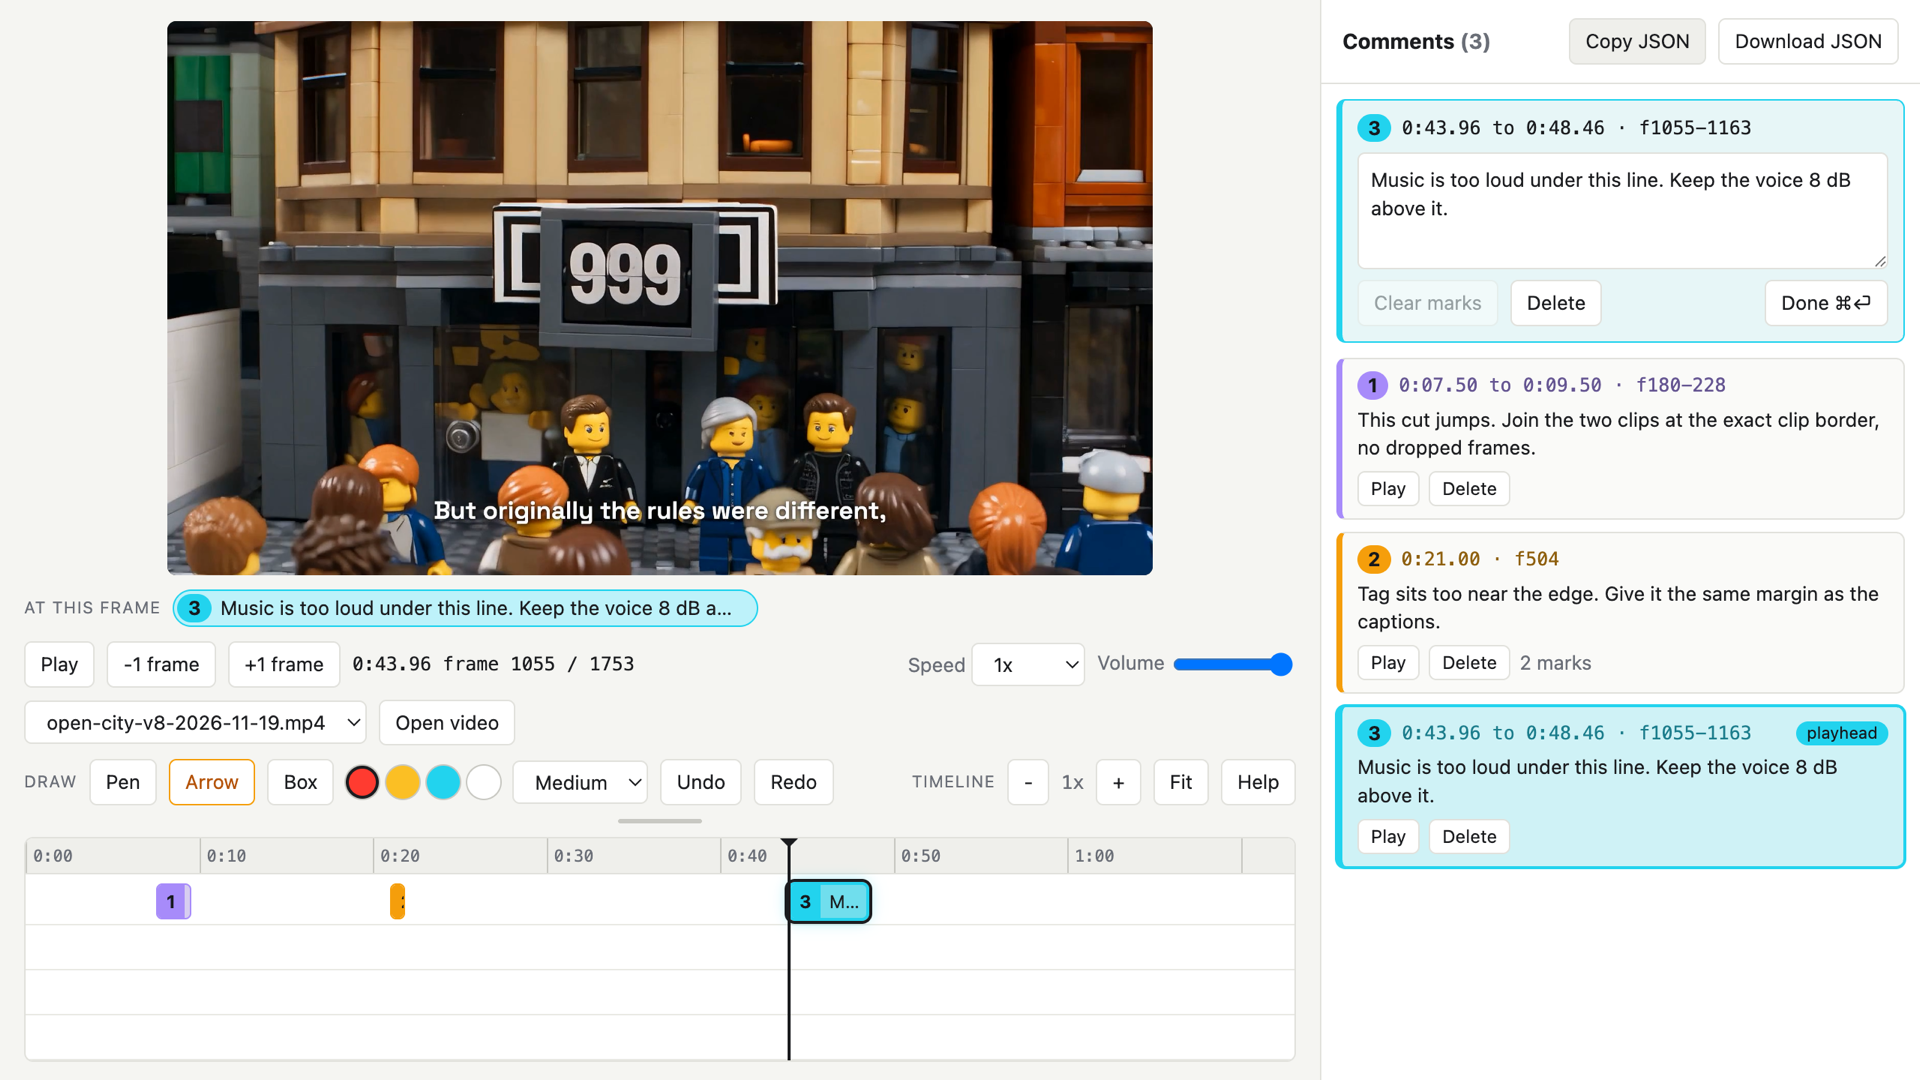 999
But originally the rules were different,
AT THIS FRAME
3 Music is too loud under this line. Keep the voice 8 dB a...
Play
-1 frame
+1 frame
0:43.96 frame 1055 / 1753
Speed
1x
Volume
open-city-v8-2026-11-19.mp4
Open video
DRAW
Pen
Arrow
Box
Medium
Undo
Redo
TIMELINE
-
1x
+
Fit
Help
0:00
0:10
0:20
0:30
0:40
0:50
1:00
1
3 M...
Comments (3)
Copy JSON
Download JSON
3 0:43.96 to 0:48.46 · f1055–1163
Music is too loud under this line. Keep the voice 8 dB
above it.
Clear marks
Delete
Done ⌘↩
1 0:07.50 to 0:09.50 · f180–228
This cut jumps. Join the two clips at the exact clip border,
no dropped frames.
Play
Delete
2 0:21.00 · f504
Tag sits too near the edge. Give it the same margin as the
captions.
Play
Delete
2 marks
3 0:43.96 to 0:48.46 · f1055–1163
playhead
Music is too loud under this line. Keep the voice 8 dB
above it.
Play
Delete